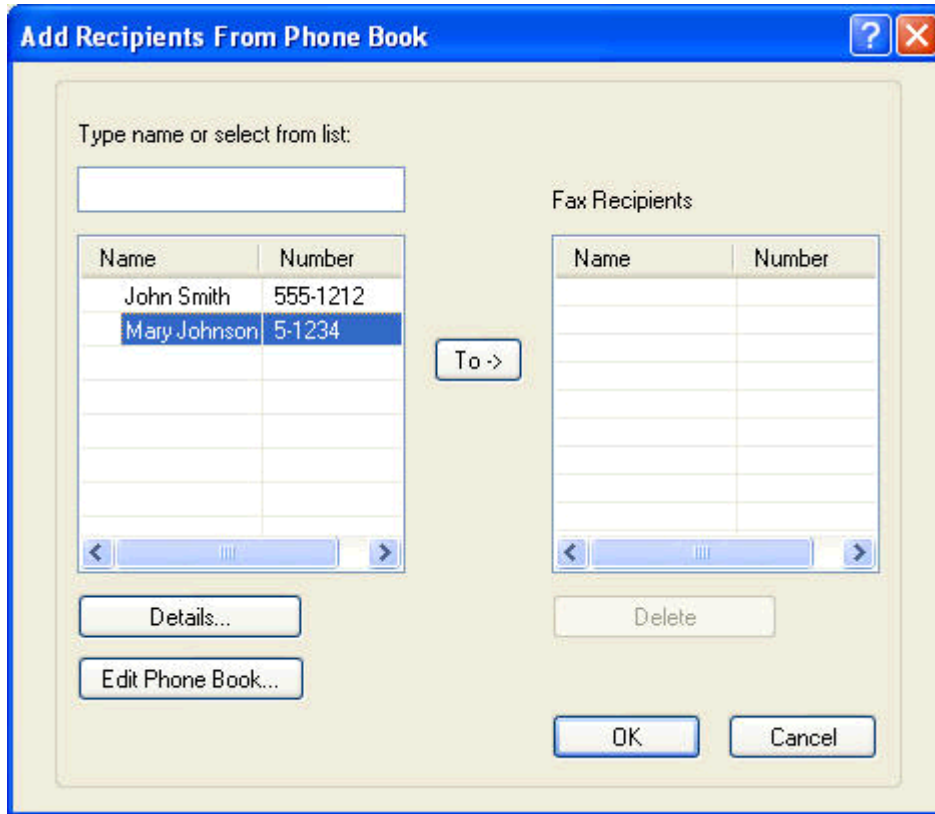 Add Recipients From Phone Book
?
Type name or select from list:
Fax Recipients
Name Number
John Smith 555-1212
Mary Johnson 5-1234
To ->
Name Number
Details...
Edit Phone Book...
Delete
OK Cancel